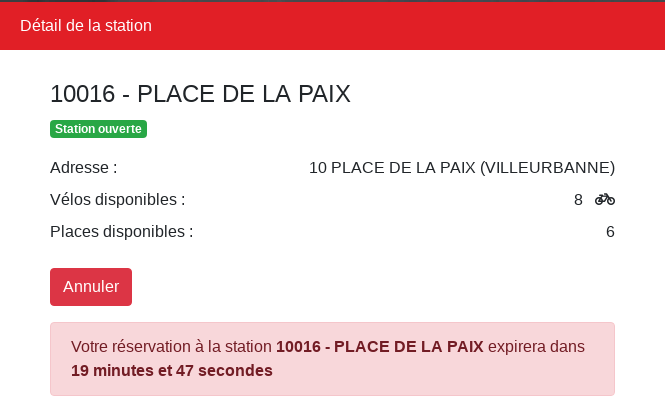 Détail de la station
10016 - PLACE DE LA PAIX
Station ouverte
Adresse : 10 PLACE DE LA PAIX (VILLEURBANNE)
Vélos disponibles : 8
Places disponibles : 6
Annuler
Votre réservation à la station 10016 - PLACE DE LA PAIX expirera dans
19 minutes et 47 secondes